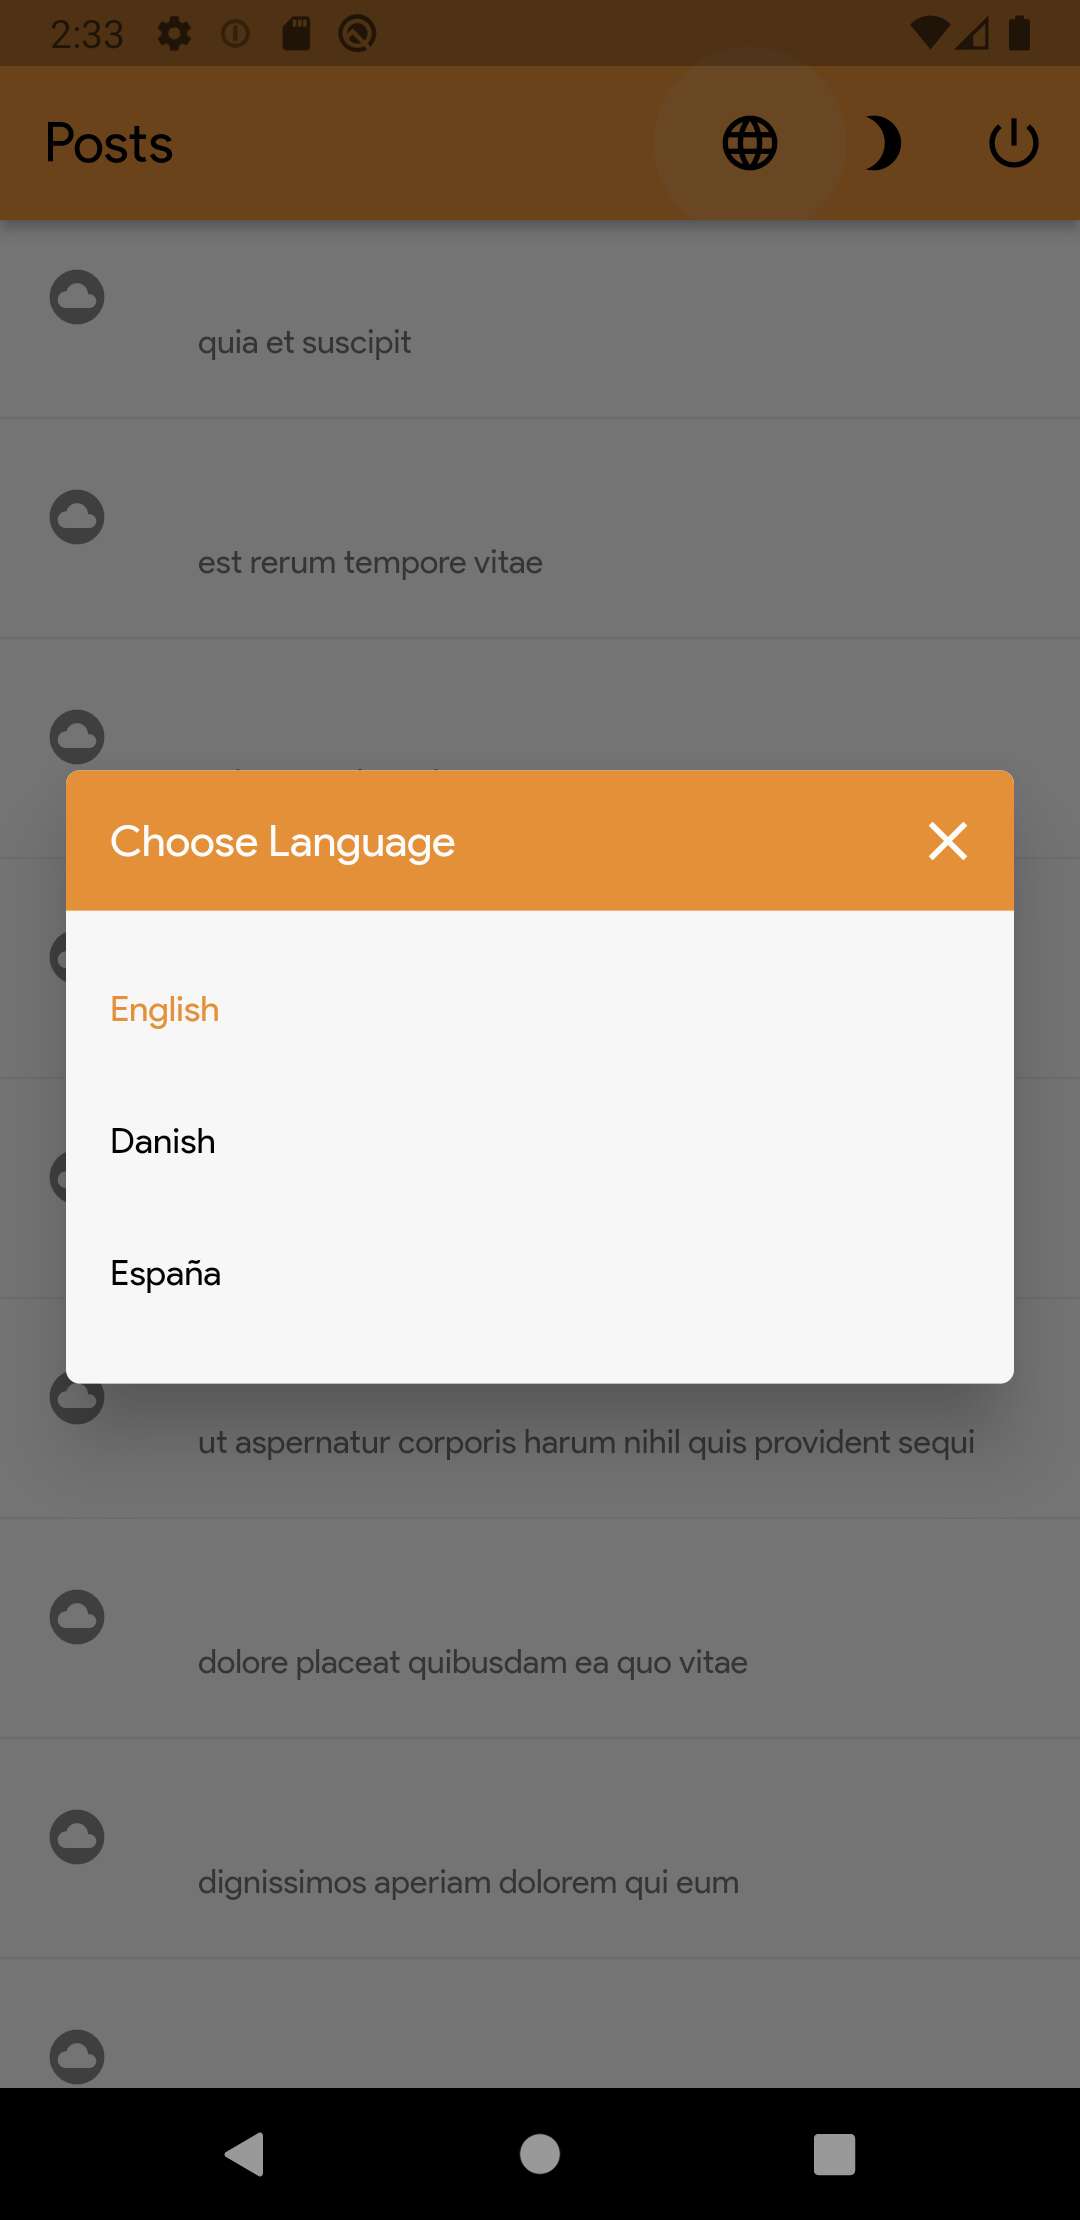 2:33
Posts
quia et suscipit
est rerum tempore vitae
Choose Language
English
Danish
España
ut aspernatur corporis harum nihil quis provident sequi
dolore placeat quibusdam ea quo vitae
dignissimos aperiam dolorem qui eum